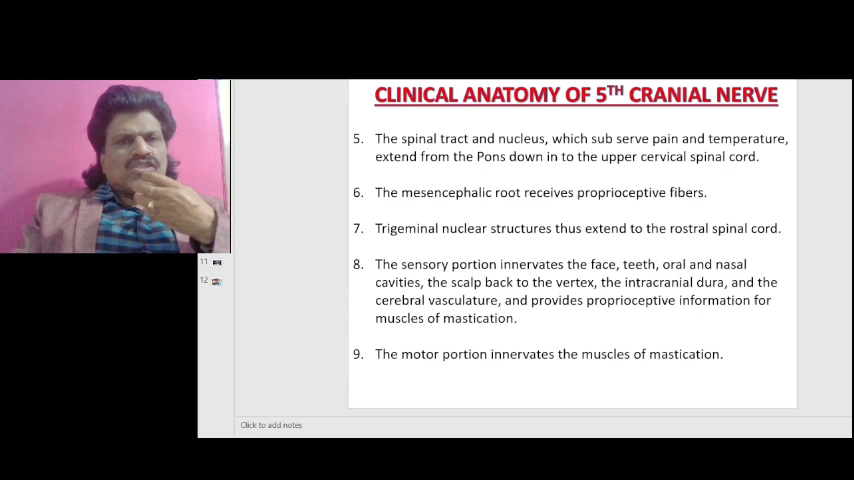 CLINICAL ANATOMY OF 5TH CRANIAL NERVE
5. The spinal tract and nucleus, which sub serve pain and temperature,
extend from the Pons down in to the upper cervical spinal cord.
6. The mesencephalic root receives proprioceptive fibers.
7. Trigeminal nuclear structures thus extend to the rostral spinal cord.
8. The sensory portion innervates the face, teeth, oral and nasal
cavities, the scalp back to the vertex, the intracranial dura, and the
cerebral vasculature, and provides proprioceptive information for
muscles of mastication.
9. The motor portion innervates the muscles of mastication.
11
12
Click to add notes